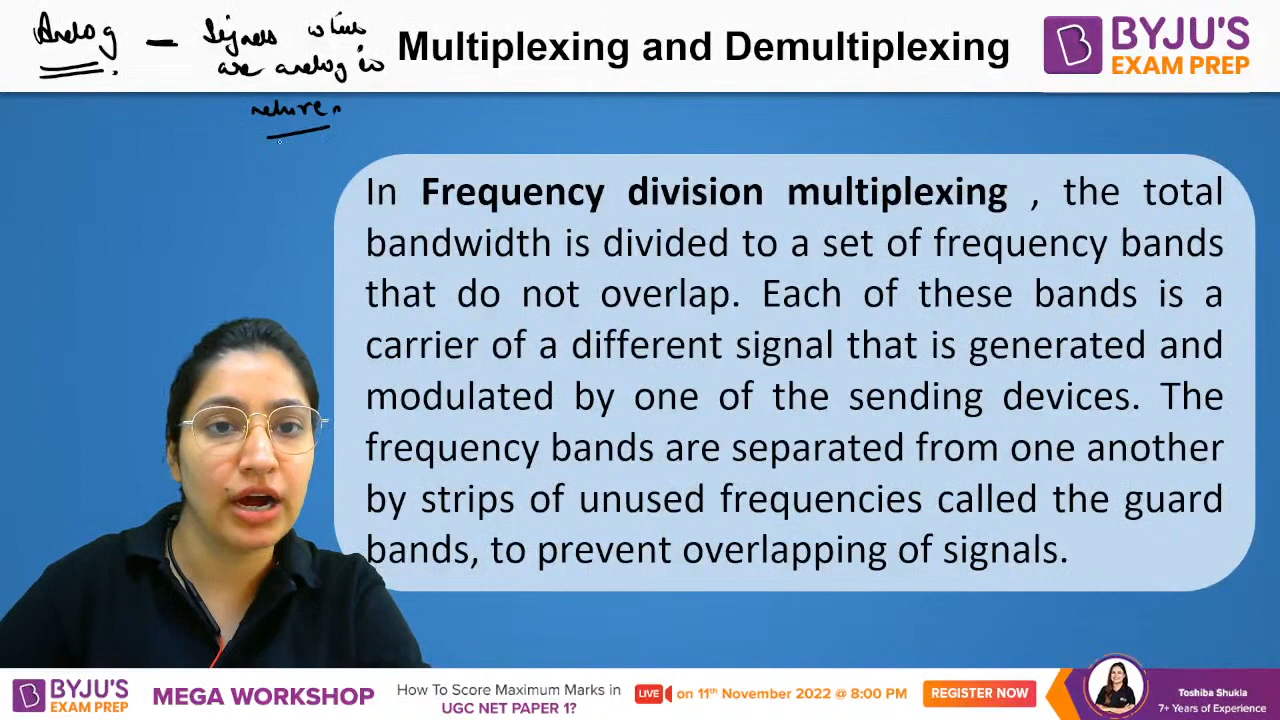 Analog — Signals which
are analog in
nature.
Multiplexing and Demultiplexing
BYJU'S
EXAM PREP
In Frequency division multiplexing , the total
bandwidth is divided to a set of frequency bands
that do not overlap. Each of these bands is a
carrier of a different signal that is generated and
modulated by one of the sending devices. The
frequency bands are separated from one another
by strips of unused frequencies called the guard
bands, to prevent overlapping of signals.
BYJU'S
EXAM PREP
MEGA WORKSHOP
How To Score Maximum Marks in
UGC NET PAPER 1?
LIVE on 11th November 2022 @ 8:00 PM
REGISTER NOW
Toshiba Shukla
7+ Years of Experience